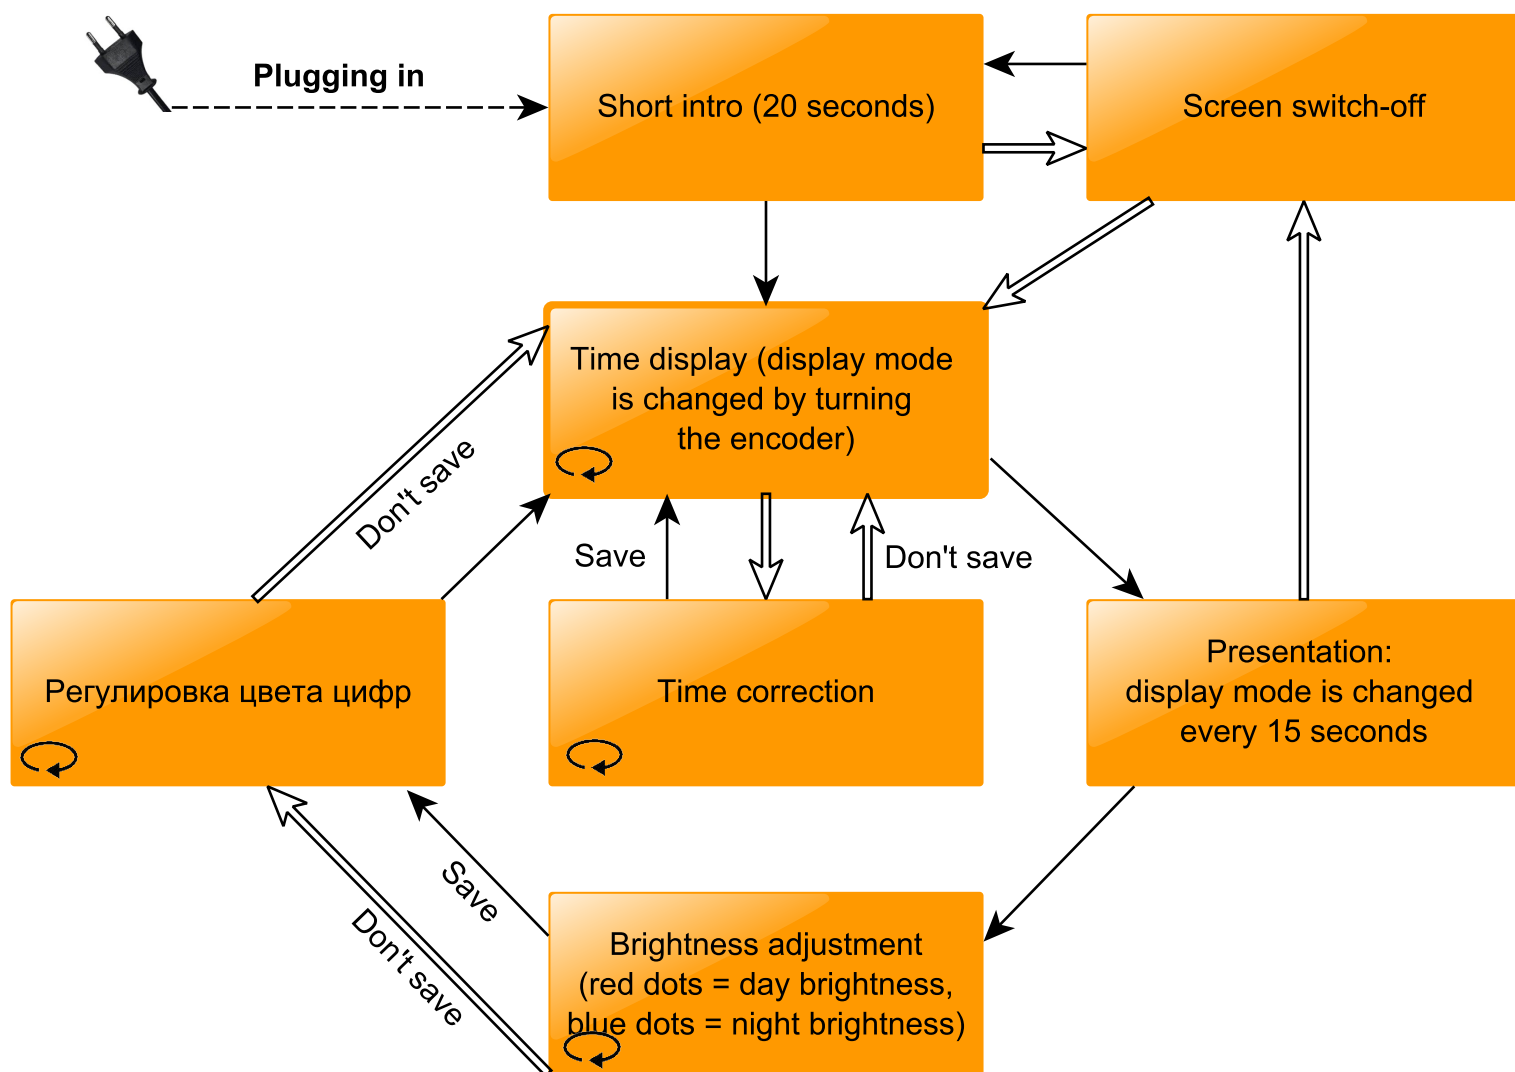 Plugging in
Short intro (20 seconds)
Screen switch-off
Time display (display mode
is changed by turning
the encoder)
Don't save
Save
Don't save
Регулировка цвета цифр
Time correction
Presentation:
display mode is changed
every 15 seconds
Save
Don't save
Brightness adjustment
(red dots = day brightness,
blue dots = night brightness)